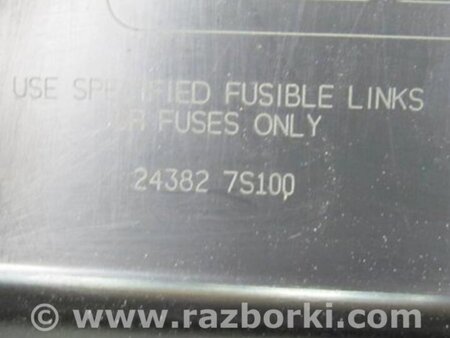 USE SPECIFIED FUSIBLE LINKS
OR FUSES ONLY
24382 7S100
© www.razborki.com